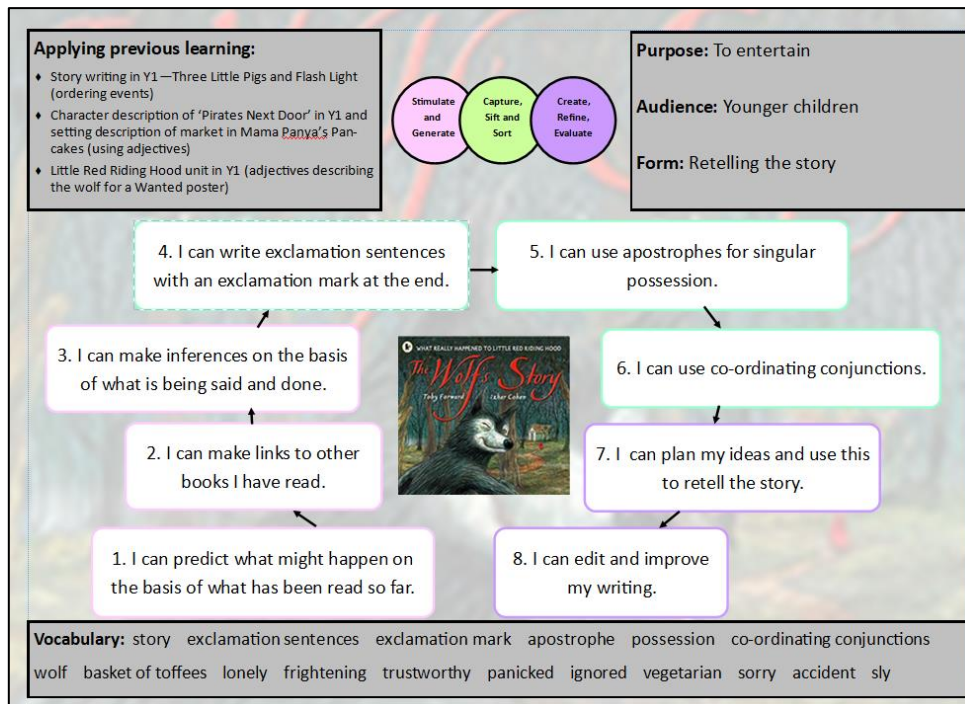 Applying previous learning:
♦ Story writing in Y1—Three Little Pigs and Flash Light
(ordering events)
♦ Character description of ‘Pirates Next Door’ in Y1 and
setting description of market in Mama Panya’s Pan-
cakes (using adjectives)
♦ Little Red Riding Hood unit in Y1 (adjectives describing
the wolf for a Wanted poster)
Stimulate
and
Generate
Capture,
Sift and
Sort
Create,
Refine,
Evaluate
Purpose: To entertain
Audience: Younger children
Form: Retelling the story
4. I can write exclamation sentences
with an exclamation mark at the end.
5. I can use apostrophes for singular
possession.
3. I can make inferences on the basis
of what is being said and done.
6. I can use co-ordinating conjunctions.
2. I can make links to other
books I have read.
7. I  can plan my ideas and use this
to retell the story.
1. I can predict what might happen on
the basis of what has been read so far.
8. I can edit and improve
my writing.
WHAT REALLY HAPPENED TO LITTLE RED RIDING HOOD
The Wolf's Story
Toby Forward Izhar Cohen
Vocabulary: story exclamation sentences exclamation mark apostrophe possession co-ordinating conjunctions
wolf basket of toffees lonely frightening trustworthy panicked ignored vegetarian sorry accident sly